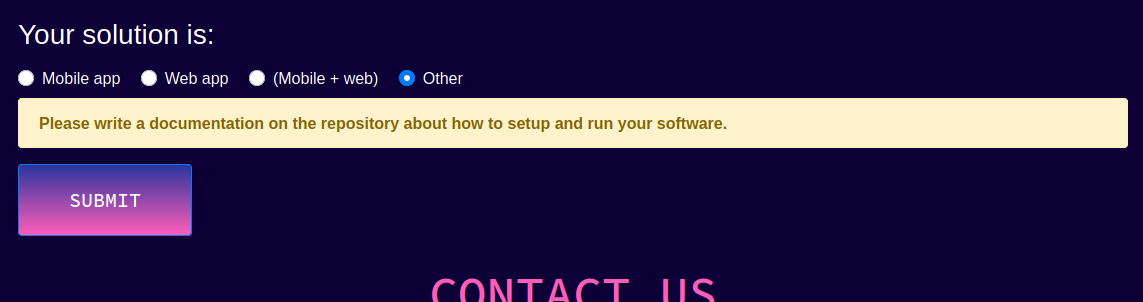 Your solution is:
Mobile app Web app (Mobile + web) Other
Please write a documentation on the repository about how to setup and run your software.
SUBMIT
CONTACT US